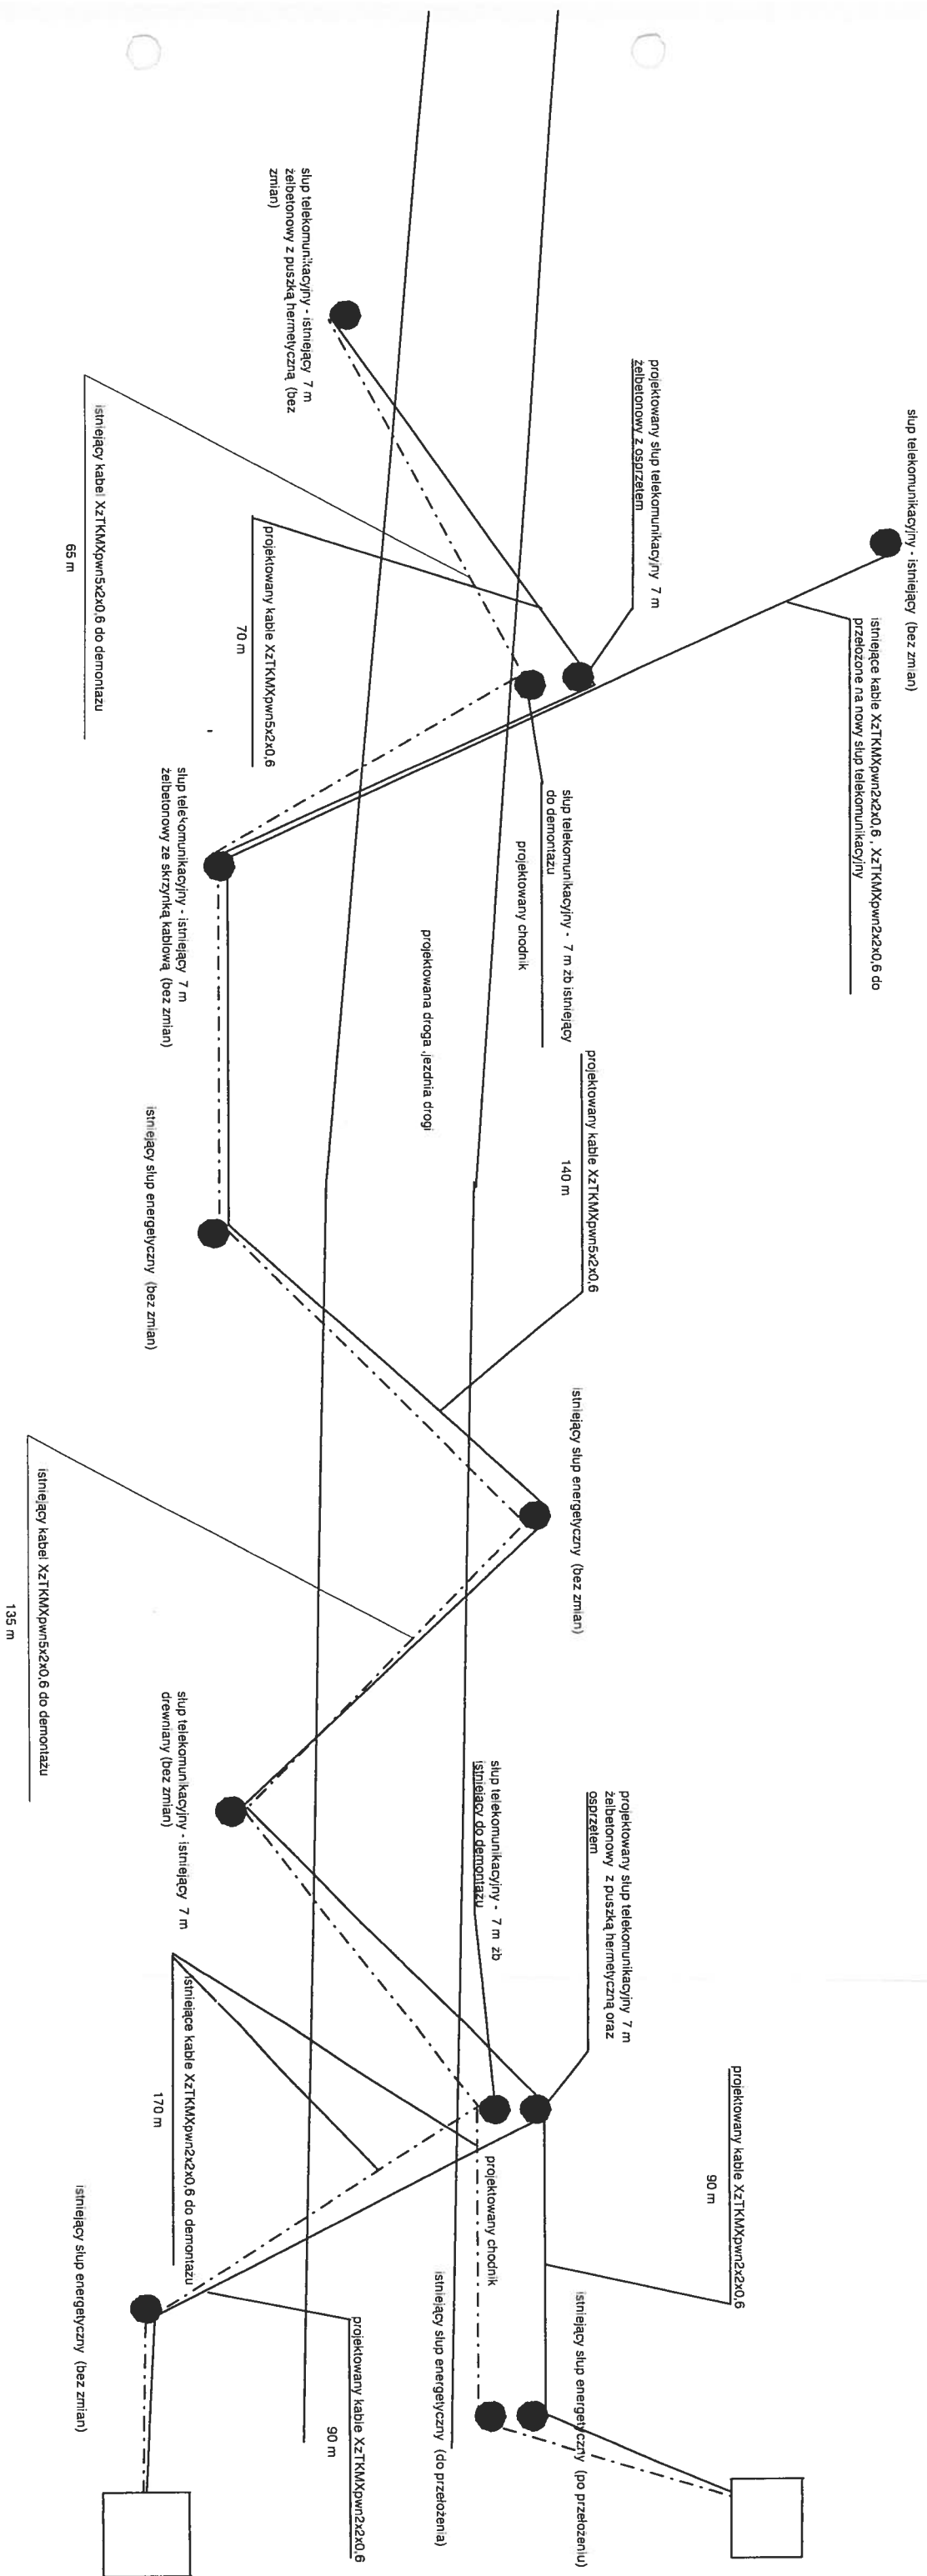 słup telekomunikacyjny - istniejący (bez zmian)
istniejące kable XzTKMXpwn2x2x0,6 , XzTKMXpwn2x2x0,6 do
przełożone na nowy słup telekomunikacyjny
projektowany słup telekomunikacyjny 7 m
żelbetonowy z osprzętem
słup telekomunikacyjny - istniejący 7 m
żelbetonowy z puszką hermetyczną (bez
zmian)
słup telekomunikacyjny - 7 m żb istniejący
do demontażu
projektowany chodnik
projektowany kable XzTKMXpwn5x2x0,6
70 m
istniejący kabel XzTKMXpwn5x2x0,6 do demontażu
65 m
słup telekomunikacyjny - istniejący 7 m
żelbetonowy ze skrzynką kablową (bez zmian)
projektowana droga ,jezdnia drogi
projektowany kable XzTKMXpwn5x2x0,6
140 m
istniejący słup energetyczny (bez zmian)
istniejący słup energetyczny (bez zmian)
istniejący kabel XzTKMXpwn5x2x0,6 do demontażu
135 m
słup telekomunikacyjny - istniejący 7 m
drewniany (bez zmian)
projektowany słup telekomunikacyjny 7 m
żelbetonowy z puszką hermetyczną oraz
osprzętem
słup telekomunikacyjny - 7 m żb
istniejący do demontażu
istniejące kable XzTKMXpwn2x2x0,6 do demontażu
170 m
projektowany kable XzTKMXpwn2x2x0,6
90 m
projektowany chodnik
istniejący słup energetyczny (po przełożeniu)
istniejący słup energetyczny (do przełożenia)
projektowany kable XzTKMXpwn2x2x0,6
90 m
istniejący słup energetyczny (bez zmian)